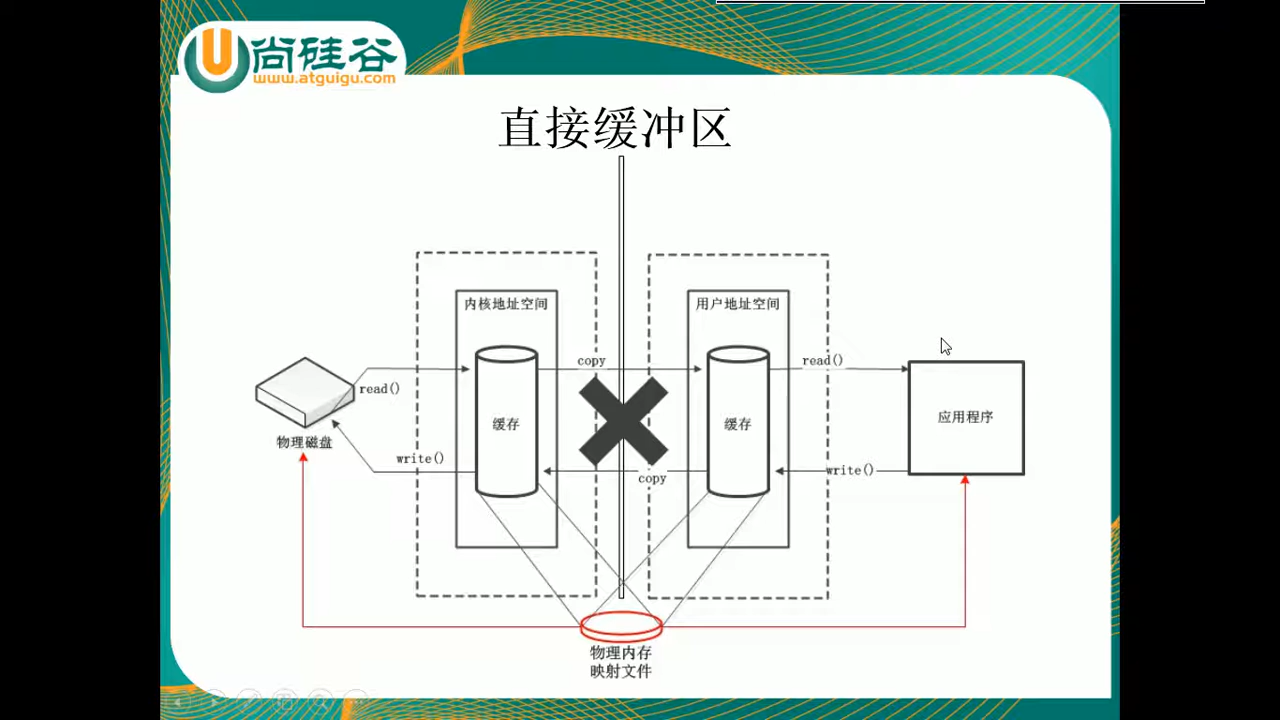 尚硅谷
www.atguigu.com
直接缓冲区
内核地址空间
用户地址空间
copy
read()
read()
缓存
缓存
应用程序
物理磁盘
write()
copy
write()
物理内存
映射文件